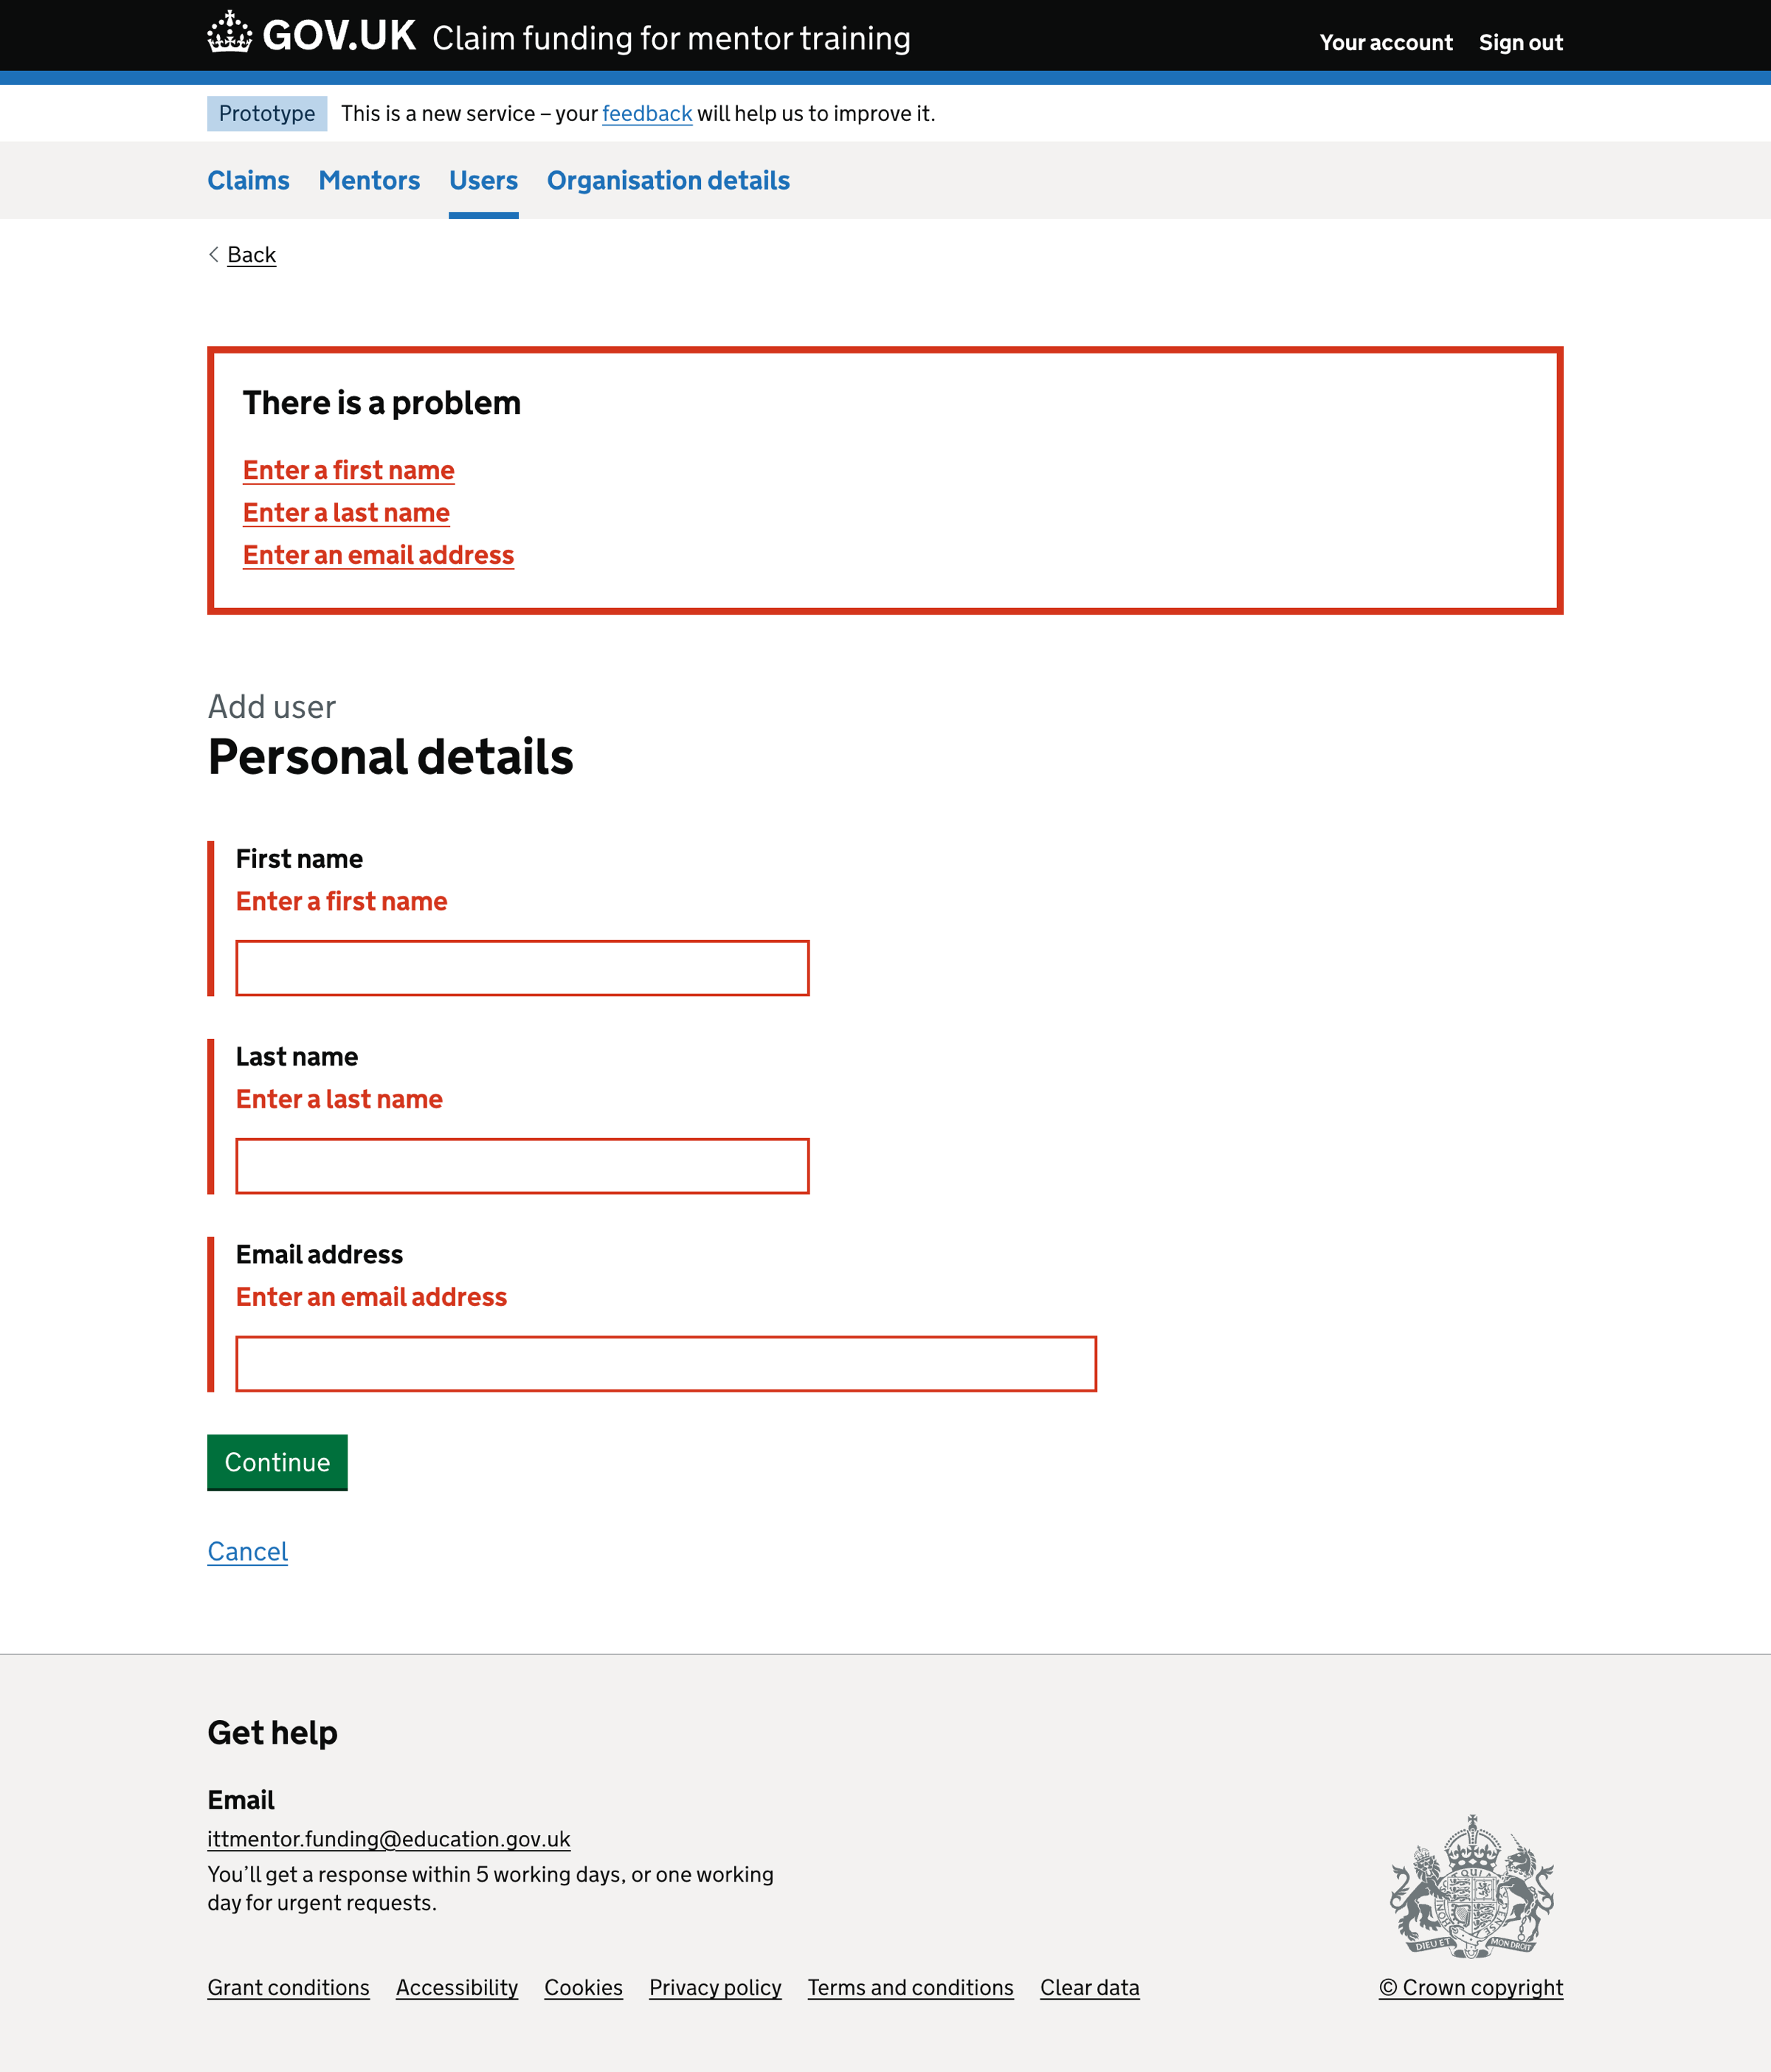 GOV.UK Claim funding for mentor training Your account Sign out
Prototype This is a new service – your feedback will help us to improve it.
Claims Mentors Users Organisation details
Back
There is a problem
Enter a first name
Enter a last name
Enter an email address
Add user
Personal details
First name
Enter a first name
Last name
Enter a last name
Email address
Enter an email address
Continue
Cancel
Get help
Email
ittmentor.funding@education.gov.uk
You’ll get a response within 5 working days, or one working
day for urgent requests.
DIEU ET MON DROIT
Grant conditions Accessibility Cookies Privacy policy Terms and conditions Clear data © Crown copyright